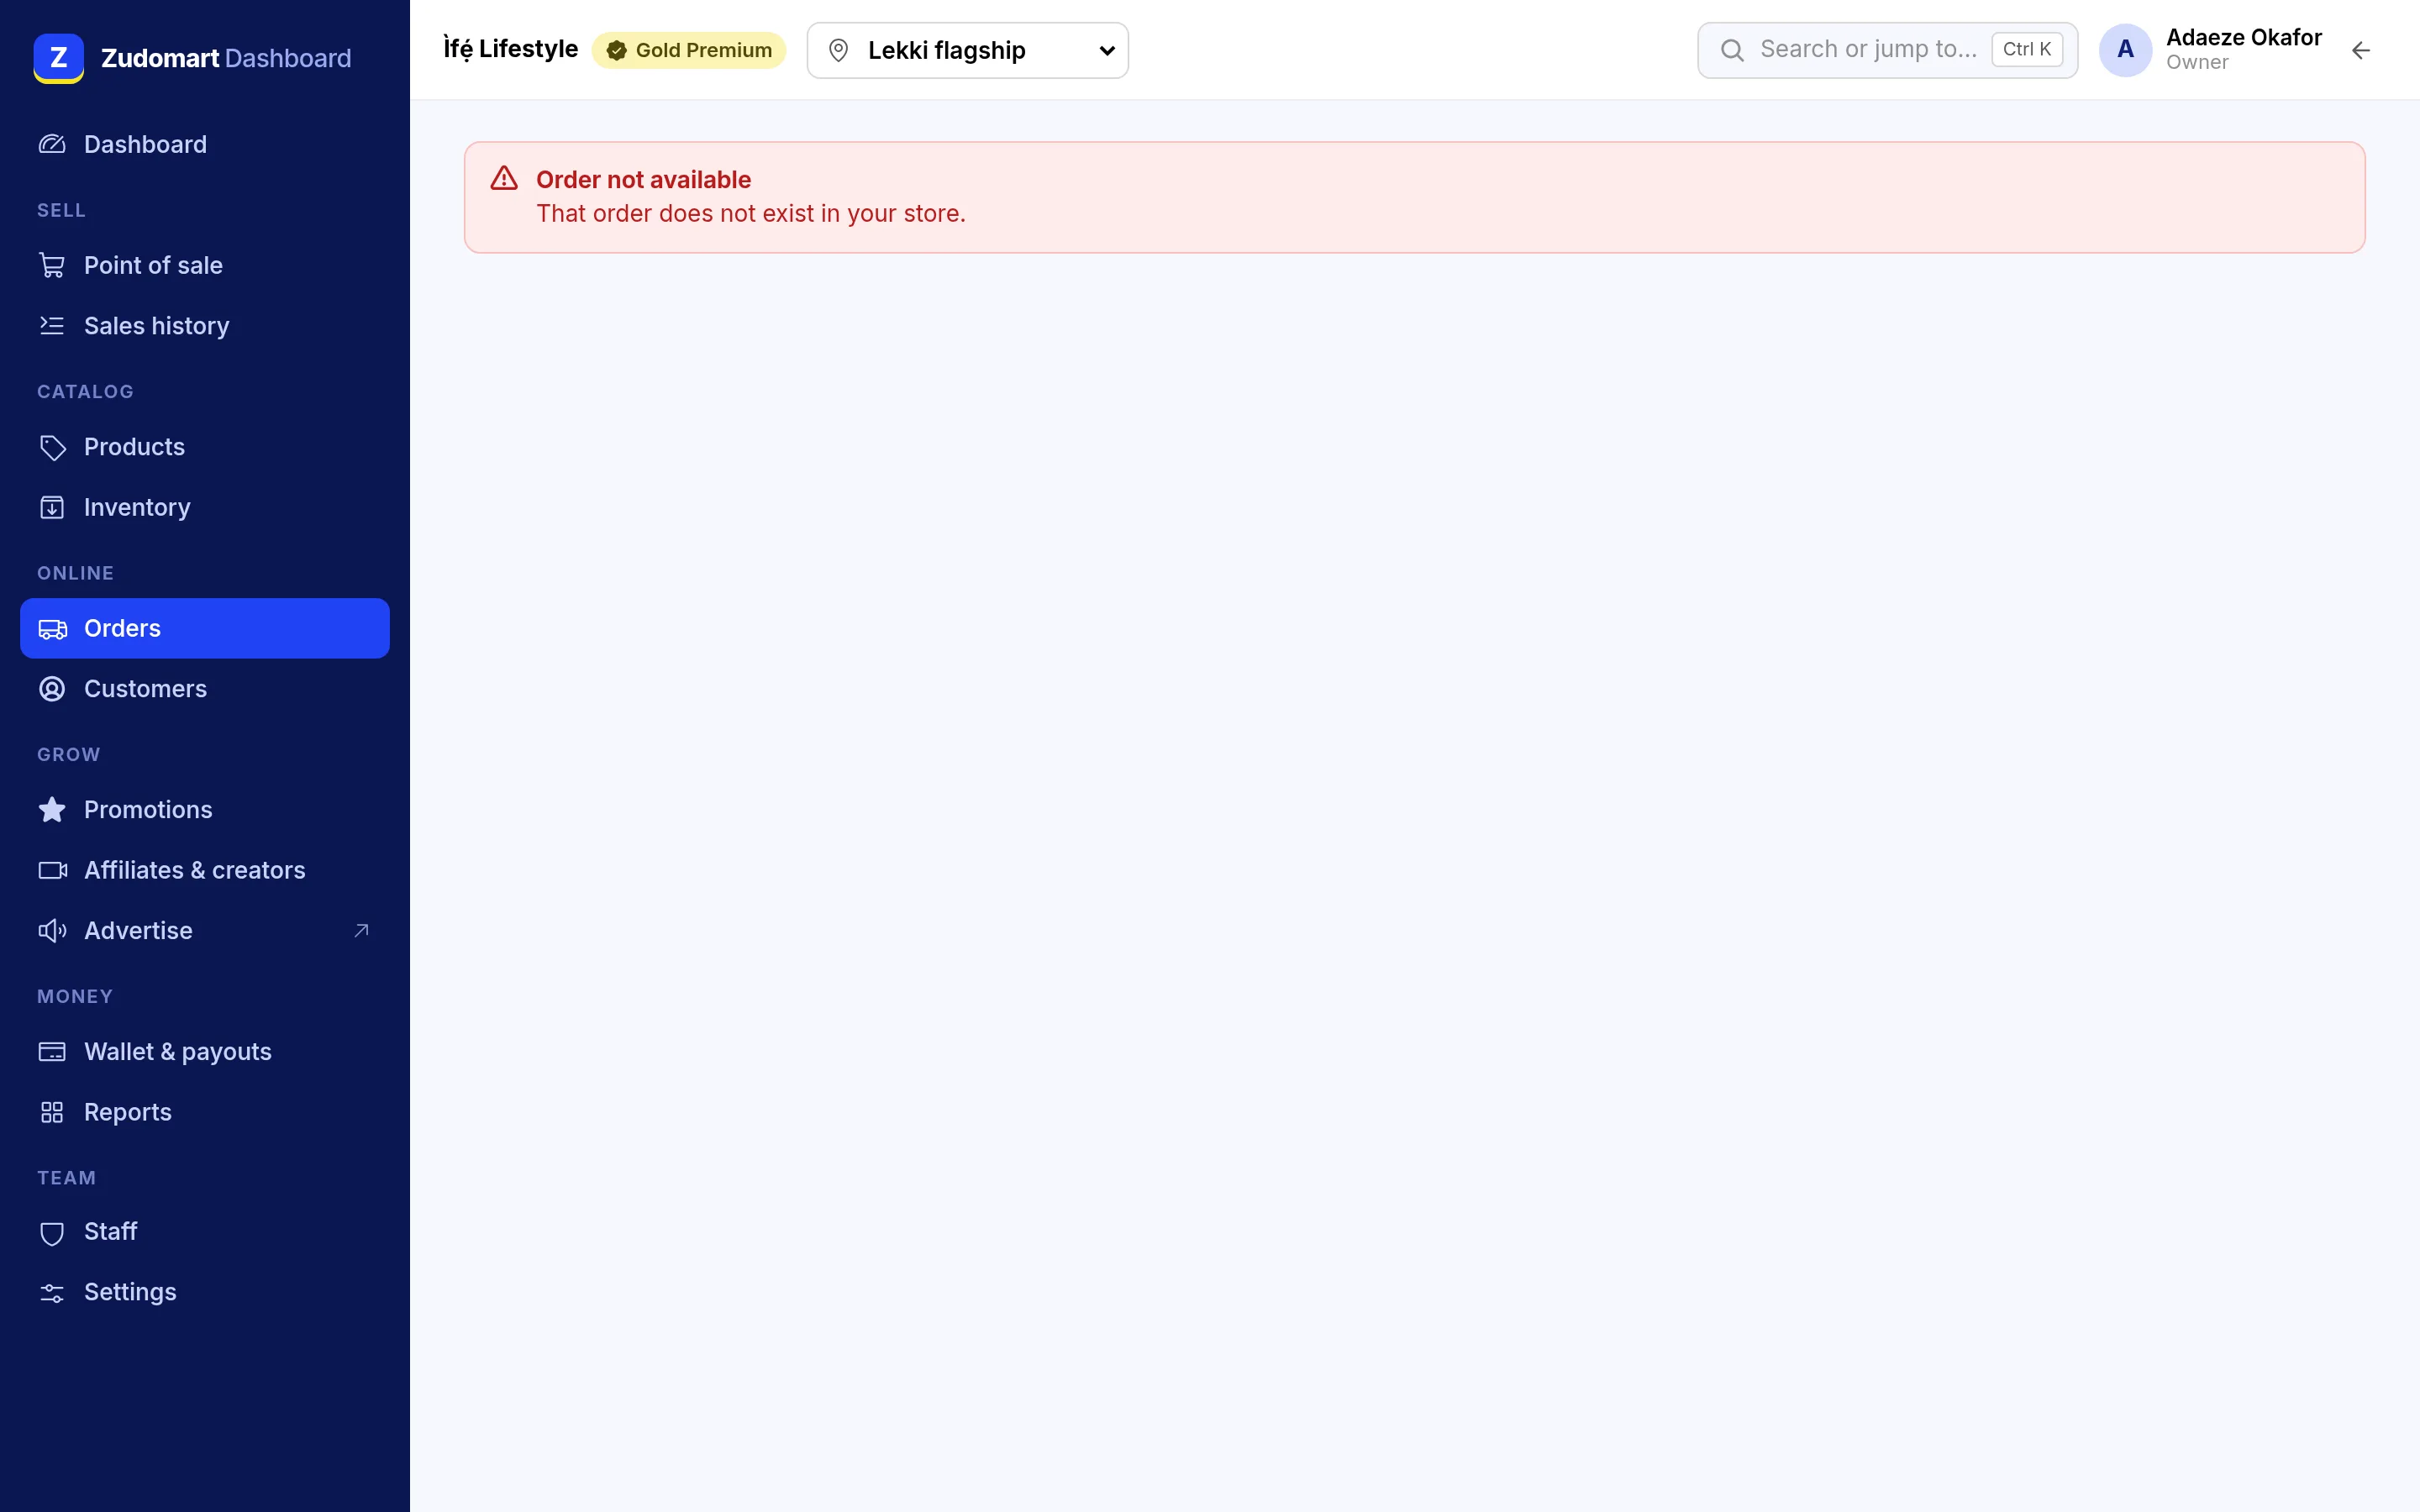 Z
Zudomart Dashboard
Dashboard
SELL
Point of sale
Sales history
CATALOG
Products
Inventory
ONLINE
Orders
Customers
GROW
Promotions
Affiliates & creators
Advertise
MONEY
Wallet & payouts
Reports
TEAM
Staff
Settings
Ìfẹ́ Lifestyle
Gold Premium
Lekki flagship
Search or jump to...
Ctrl K
A
Adaeze Okafor
Owner
Order not available
That order does not exist in your store.